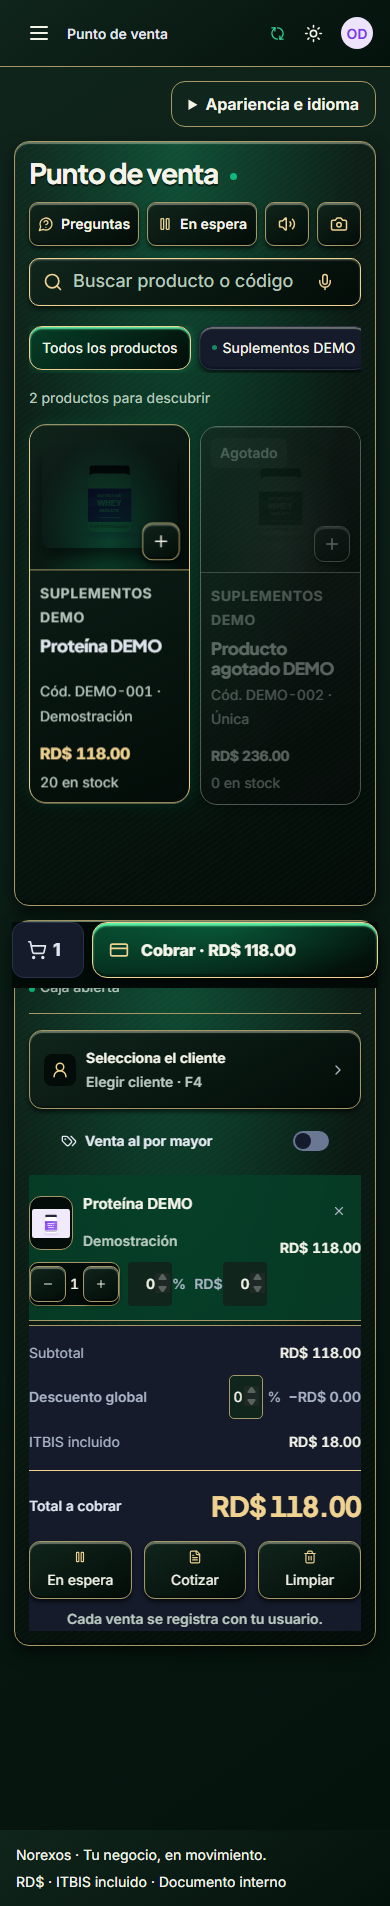 Punto de venta
OD
Apariencia e idioma
Punto de venta
Preguntas
En espera
Buscar producto o código
Todos los productos
Suplementos DEMO
2 productos para descubrir
SUPLEMENTOS
DEMO
Proteína DEMO
Cód. DEMO-001 ·
Demostración
RD$ 118.00
20 en stock
Agotado
SUPLEMENTOS
DEMO
Producto
agotado DEMO
Cód. DEMO-002 ·
Única
RD$ 236.00
0 en stock
1
Cobrar · RD$ 118.00
Caja abierta
Selecciona el cliente
Elegir cliente · F4
Venta al por mayor
Proteína DEMO
Demostración
RD$ 118.00
− 1 + 0 % RD$ 0
Subtotal RD$ 118.00
Descuento global 0 % −RD$ 0.00
ITBIS incluido RD$ 18.00
Total a cobrar RD$ 118.00
En espera
Cotizar
Limpiar
Cada venta se registra con tu usuario.
Norexos · Tu negocio, en movimiento.
RD$ · ITBIS incluido · Documento interno